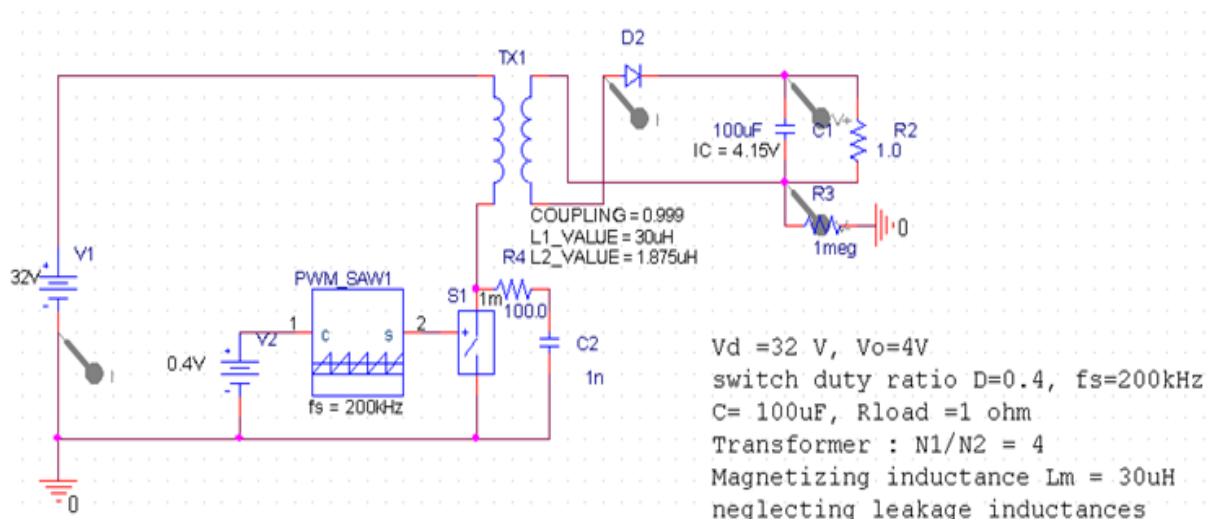 D2
TX1
100uF
C1
V+
R2
IC = 4.15V
1.0
I
R3
COUPLING = 0.999
0
L1_VALUE = 30uH
1meg
V1
L2_VALUE = 1.875uH
32V
R4
PWM_SAW1
S1
1m
100.0
1
C
S
2
V2
C2
0.4V
1n
I
fs = 200kHz
0
Vd =32 V, Vo=4V
switch duty ratio D=0.4, fs=200kHz
C= 100uF, Rload =1 ohm
Transformer : N1/N2 = 4
Magnetizing inductance Lm = 30uH
neglecting leakage inductances